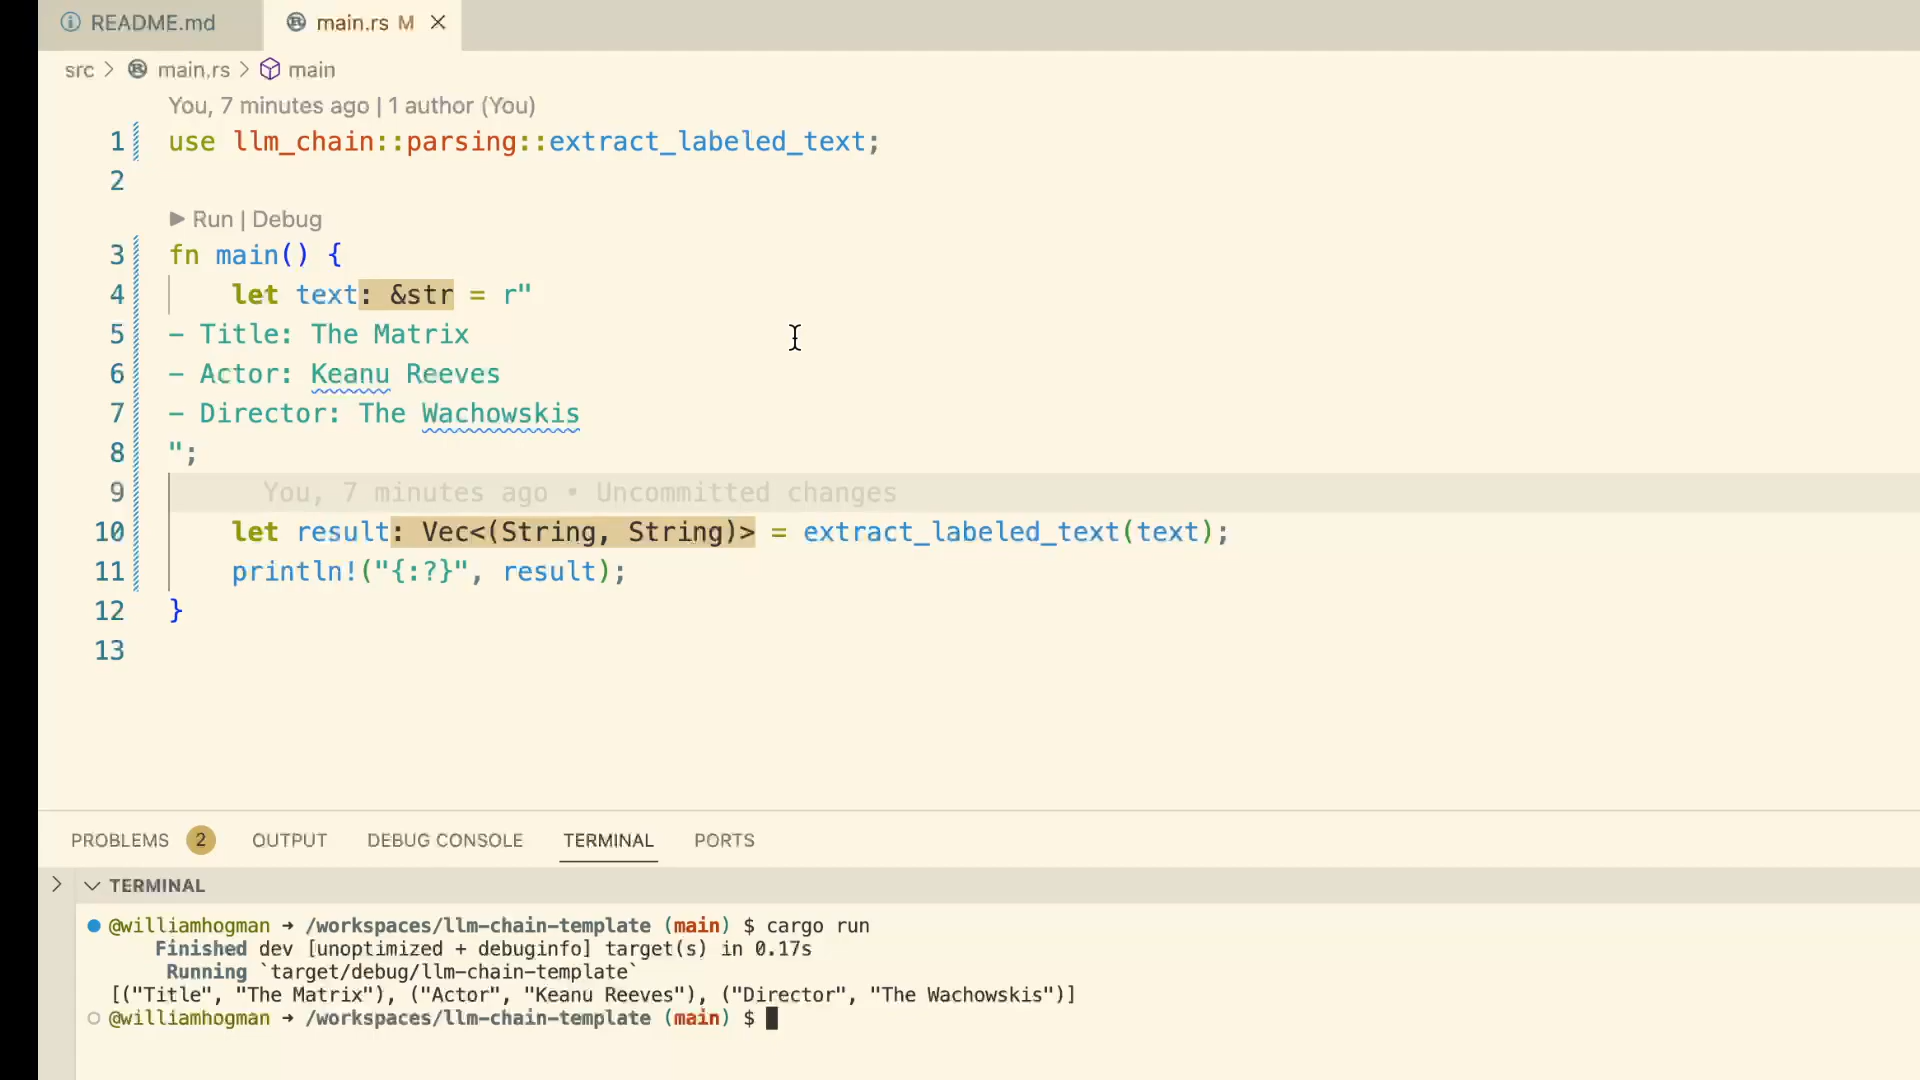 README.md
main.rs M
src > main.rs > main
You, 7 minutes ago | 1 author (You)
1 use llm_chain::parsing::extract_labeled_text;
2
Run | Debug
3 fn main() {
4     let text: &str = r"
5 - Title: The Matrix
6 - Actor: Keanu Reeves
7 - Director: The Wachowskis
8 ";
9 You, 7 minutes ago • Uncommitted changes
10     let result: Vec<(String, String)> = extract_labeled_text(text);
11     println!("{:?}", result);
12 }
13
PROBLEMS 2 OUTPUT DEBUG CONSOLE TERMINAL PORTS
TERMINAL
@williamhogman → /workspaces/llm-chain-template (main) $ cargo run
Finished dev [unoptimized + debuginfo] target(s) in 0.17s
Running `target/debug/llm-chain-template`
[("Title", "The Matrix"), ("Actor", "Keanu Reeves"), ("Director", "The Wachowskis")]
@williamhogman → /workspaces/llm-chain-template (main) $